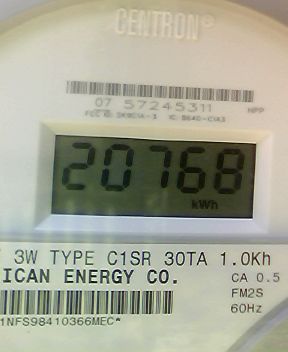 CENTRON®
07 57245311
NPP
20768
kWh
3W TYPE C1SR 30TA 1.0Kh
ICAN ENERGY CO.
CA 0.5
FM2S
60Hz
1NFS98410366MEC*